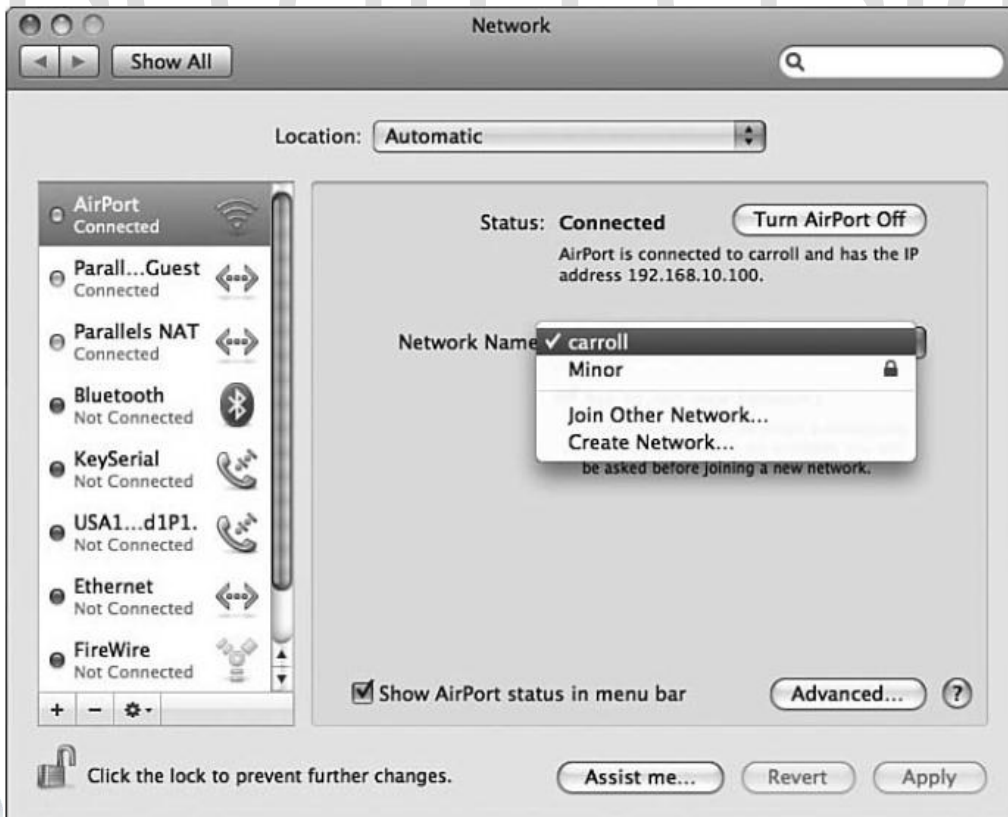 Network
Show All
Location: Automatic
AirPort
Connected
Parall...Guest
Connected
Parallels NAT
Connected
Bluetooth
Not Connected
KeySerial
Not Connected
USA1...d1P1.
Not Connected
Ethernet
Not Connected
FireWire
Not Connected
+ −
Status: Connected
Turn AirPort Off
AirPort is connected to carroll and has the IP
address 192.168.10.100.
Network Name
✓ carroll
Minor
Join Other Network...
Create Network...
be asked before joining a new network.
Show AirPort status in menu bar
Advanced...
?
Click the lock to prevent further changes.
Assist me...
Revert
Apply